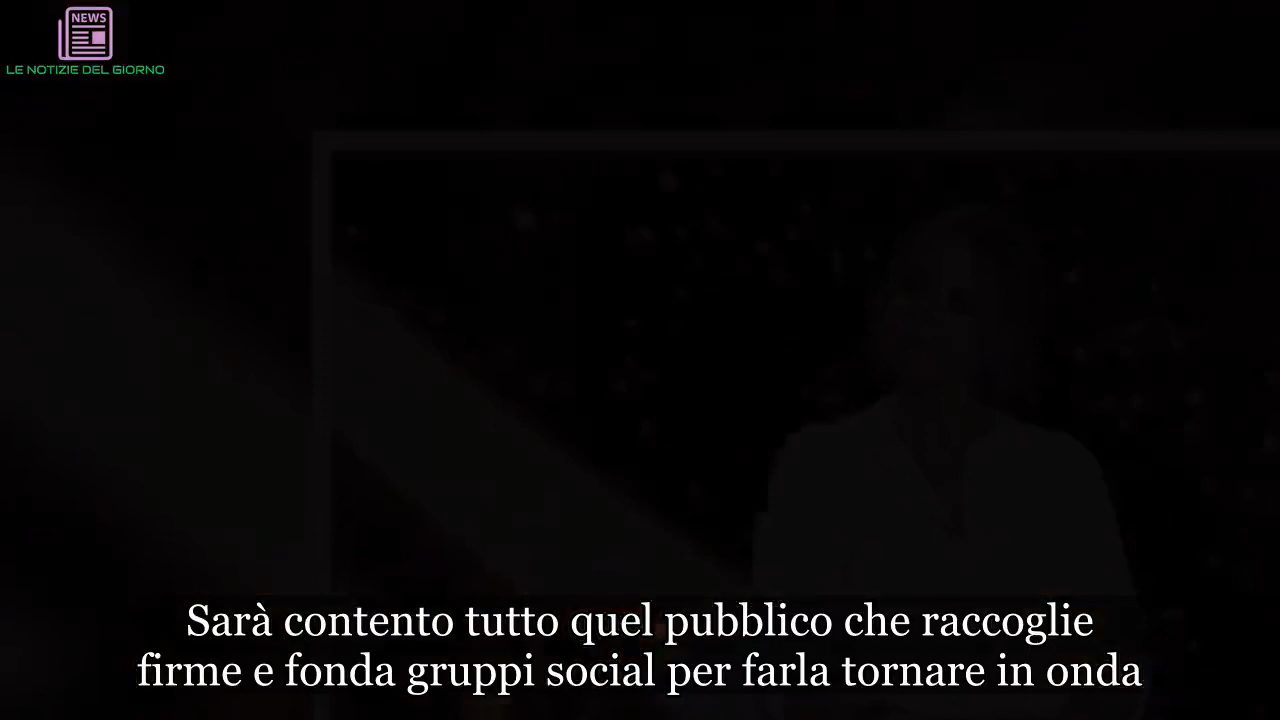 NEWS
LE NOTIZIE DEL GIORNO
Sarà contento tutto quel pubblico che raccoglie
firme e fonda gruppi social per farla tornare in onda